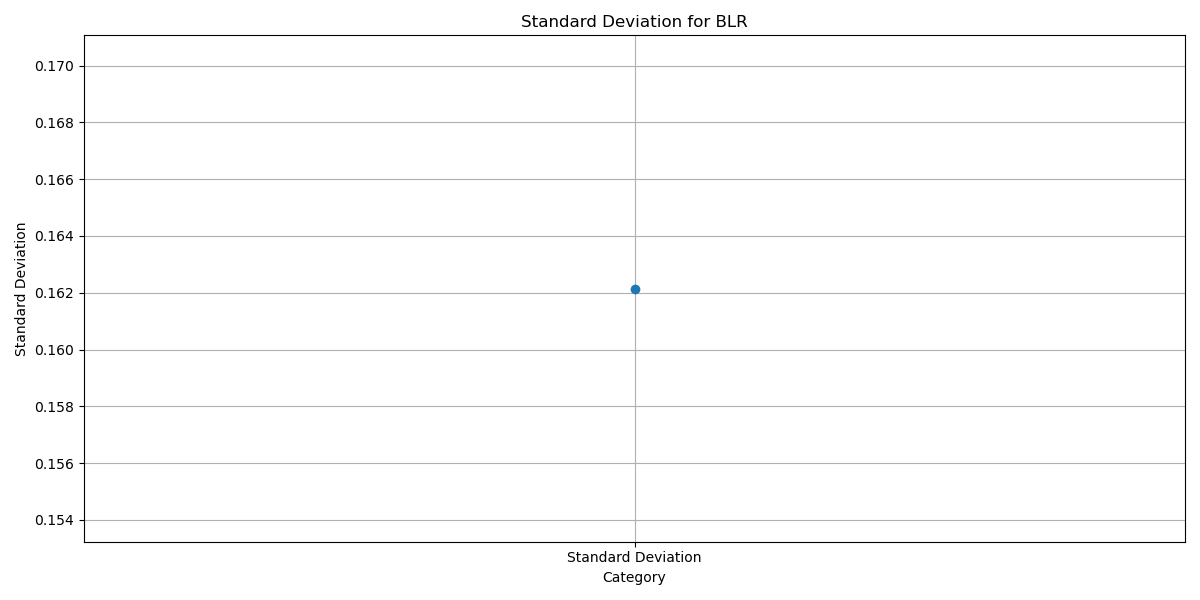 Standard Deviation for BLR
0.170
0.168
0.166
0.164
0.162
0.160
0.158
0.156
0.154
Standard Deviation
Standard Deviation
Category